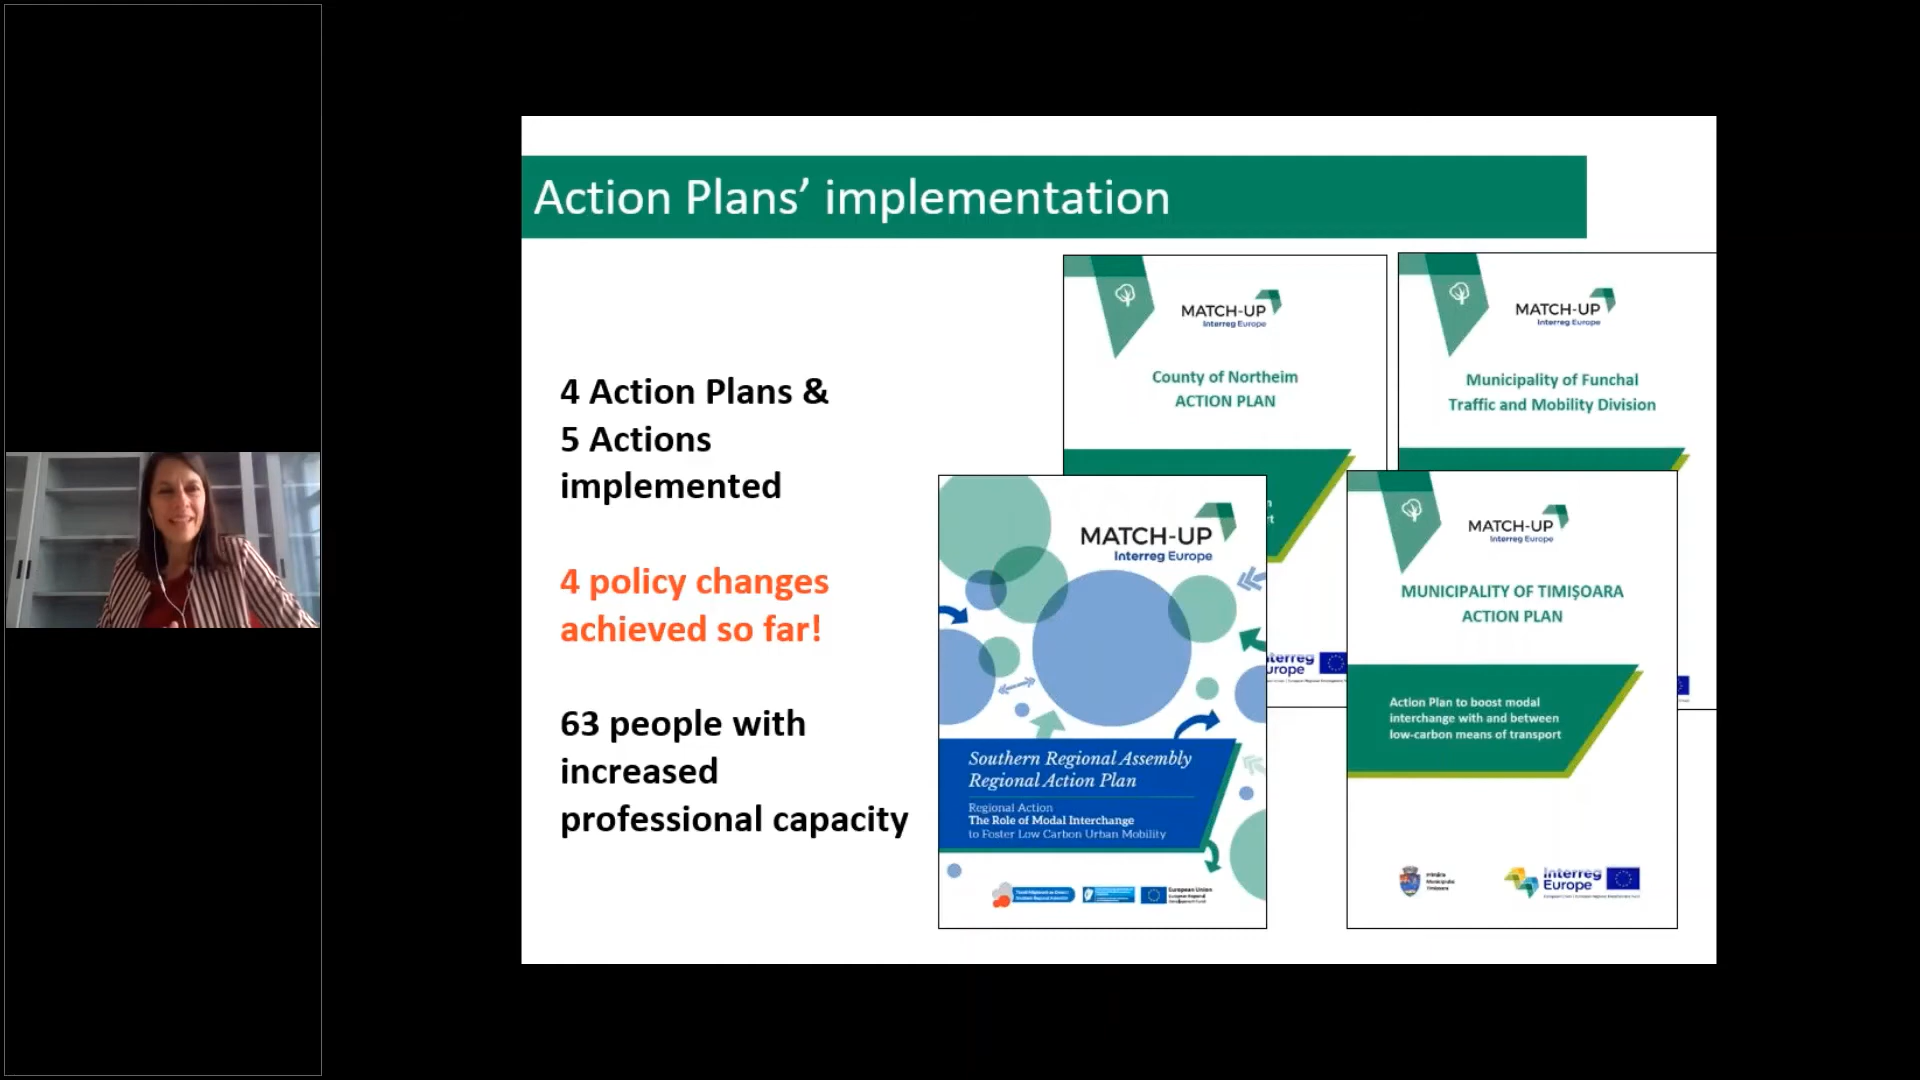 Action Plans’ implementation
4 Action Plans &
5 Actions
implemented
4 policy changes
achieved so far!
63 people with
increased
professional capacity
MATCH-UP
Interreg Europe
County of Northeim
ACTION PLAN
MATCH-UP
Interreg Europe
Municipality of Funchal
Traffic and Mobility Division
MATCH-UP
Interreg Europe
Southern Regional Assembly
Regional Action Plan
Regional Action
The Role of Modal Interchange
to Foster Low Carbon Urban Mobility
European Union
MATCH-UP
Interreg Europe
MUNICIPALITY OF TIMIȘOARA
ACTION PLAN
Action Plan to boost modal
interchange with and between
low-carbon means of transport
Interreg
Europe